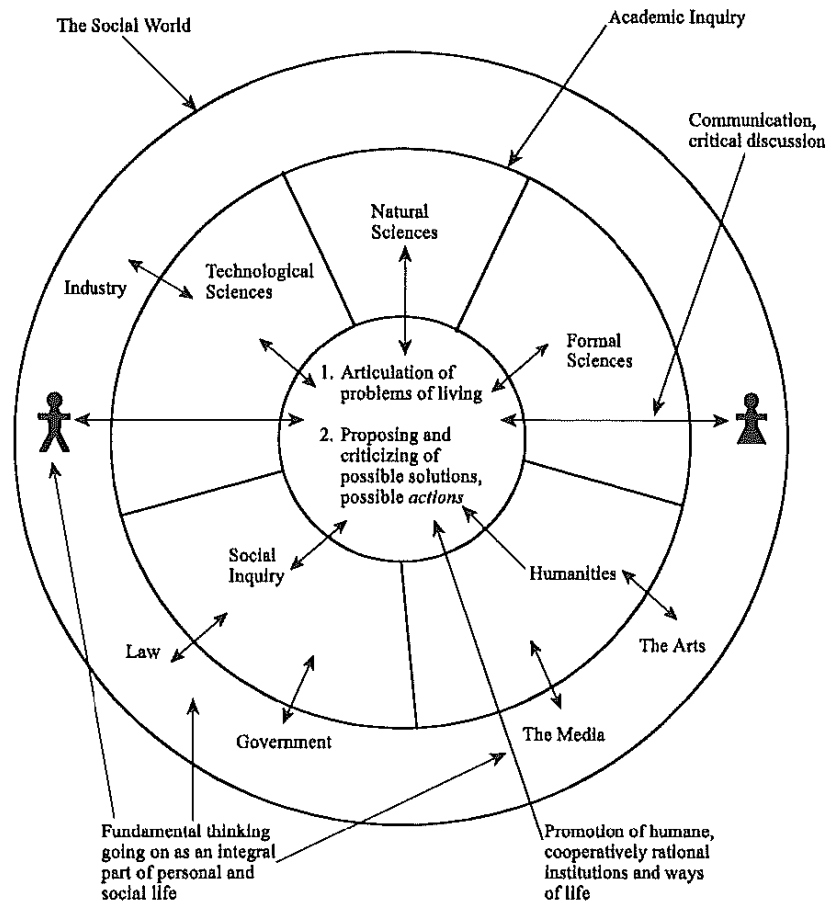 The Social World
Academic Inquiry
Communication,
critical discussion
Natural
Sciences
Technological
Sciences
Industry
Formal
Sciences
1. Articulation of
problems of living
2. Proposing and
criticizing of
possible solutions,
possible actions
Social
Inquiry
Humanities
Law
The Arts
Government
The Media
Fundamental thinking
going on as an integral
part of personal and
social life
Promotion of humane,
cooperatively rational
institutions and ways
of life